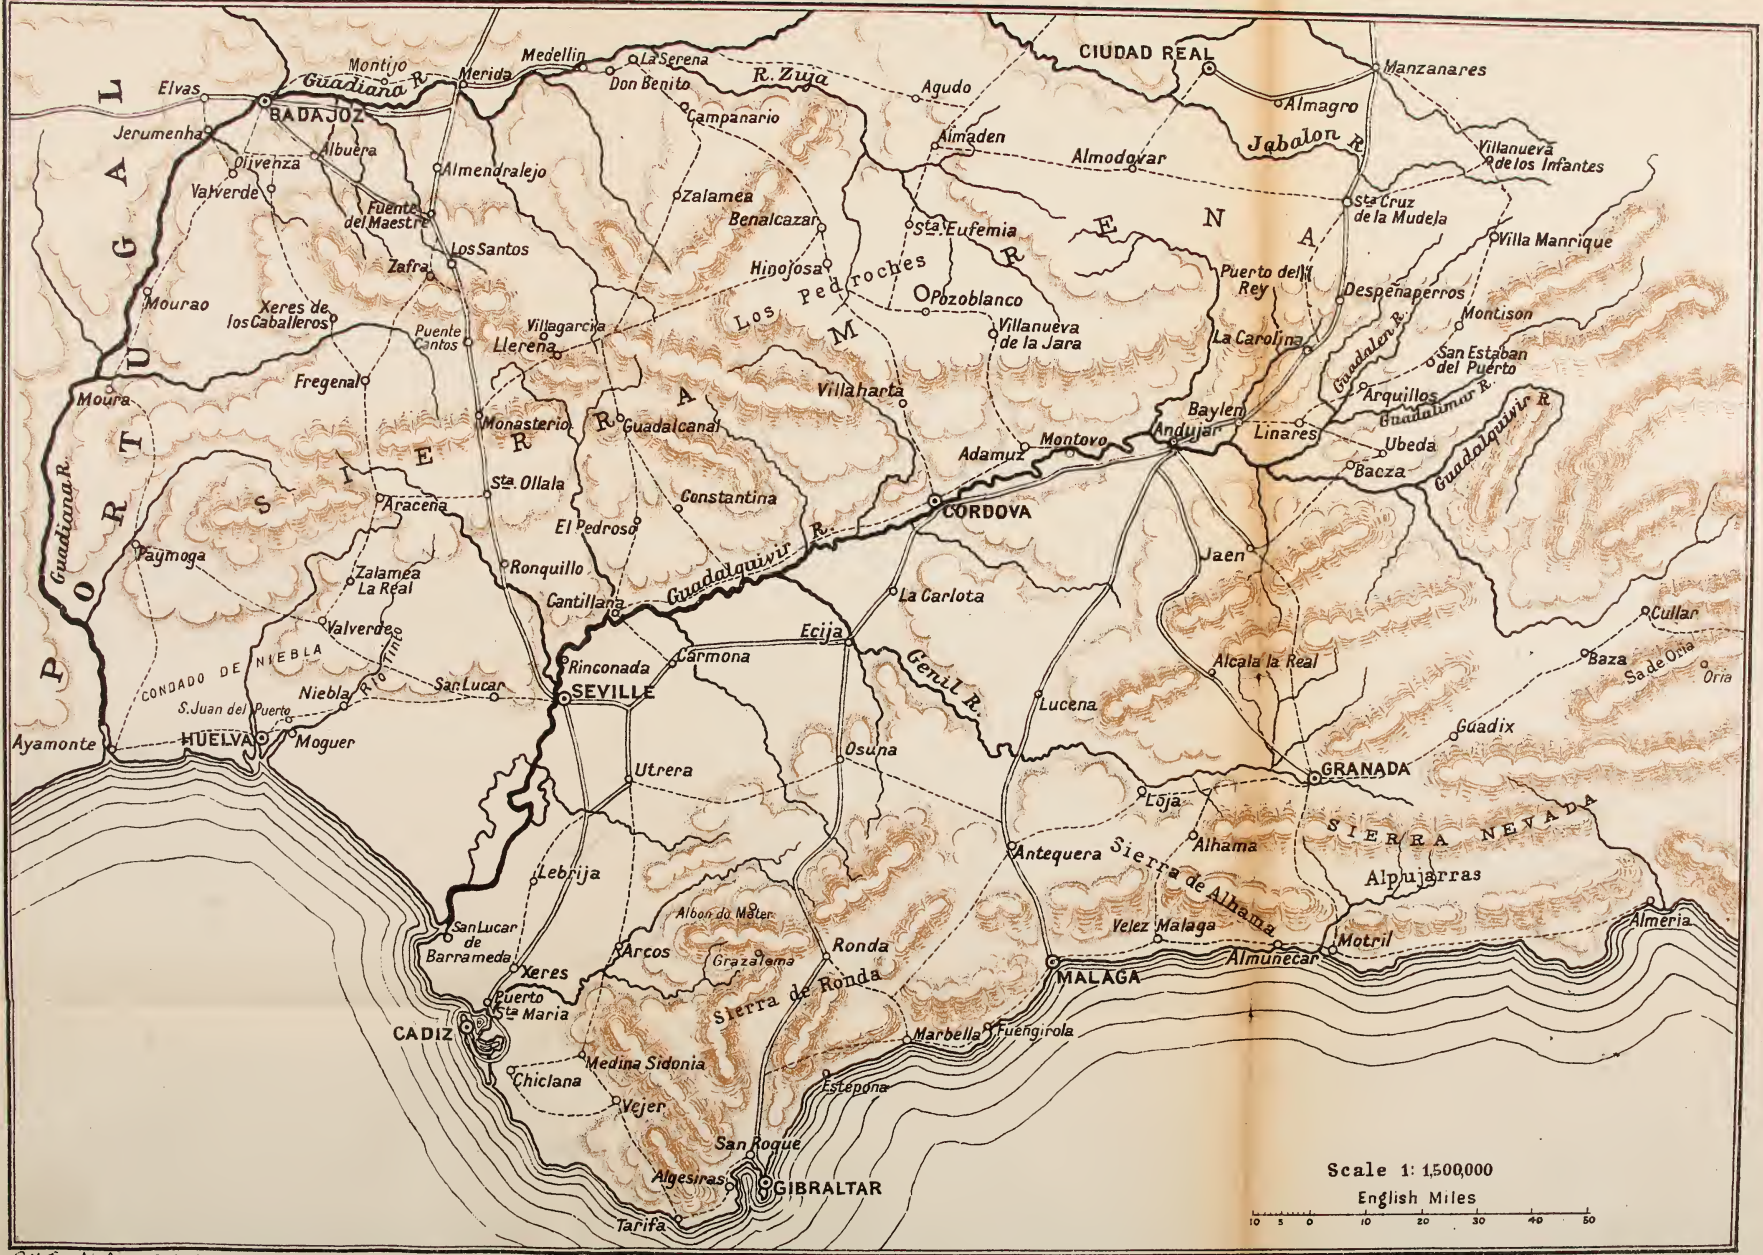 CIUDAD REAL
Manzanares
Medellin
La Serena
Montijo
Guadiana R.
Merida
Don Benito
R. Zuja
Agudo
Almagro
Elvas
BADAJOZ
Campanario
Jerumenha
Almaden
Jabalon R
Albuera
Olivenza
Almendralejo
Almodovar
Villanueva
de los Infantes
Valverde
Zalamea
Fuente
del Maestre
Benalcazar
Sta. Eufemia
Sta Cruz
de la Mudela
Villa Manrique
Los Santos
Zafra
Hinojosa
Los Pedroches
Puerto del
Rey
Despeñaperros
Mourao
Pozoblanco
Xeres de
los Caballeros
Puente
Cantos
Villagarcia
Llerena
Villanueva
de la Jara
La Carolina
Montison
Guadalen R.
San Estaban
del Puerto
Fregenal
Moura
Villaharta
Arquillos
Guadalimar R.
Guadalquivir R
Monasterio
Guadalcanal
Baylen
Andujar
Linares
Ubeda
Baeza
Adamuz
Montovo
SIERRA MORENA
PORTUGAL
Guadiana R.
Aracena
Sta. Ollala
Constantina
El Pedroso
CORDOVA
Paymoga
Ronquillo
Guadalquivir R.
Jaen
Zalamea
La Real
Cantillana
La Carlota
Cullar
Valverde
Rio Tinto
Ecija
CONDADO DE NIEBLA
Rinconada
Carmona
Genil R.
Alcala la Real
Baza
Sa de Oria
Oria
Niebla
San Lucar
SEVILLE
Lucena
S. Juan del Puerto
Guadix
Ayamonte
HUELVA
Moguer
Osuna
Utrera
GRANADA
Loja
SIERRA NEVADA
Antequera
Sierra de Alhama
Alhama
Lebrija
Alpujarras
Albon do Mater
San Lucar
de
Barrameda
Arcos
Ronda
Velez Malaga
Almeria
Motril
Almuñecar
Grazalema
Xeres
MALAGA
Sierra de Ronda
Puerto
Sta Maria
CADIZ
Marbella
Fuengirola
Medina Sidonia
Chiclana
Estepona
Vejer
San Roque
Algesiras
GIBRALTAR
Tarifa
Scale 1: 1,500,000
English Miles
10 5 0 10 20 30 40 50